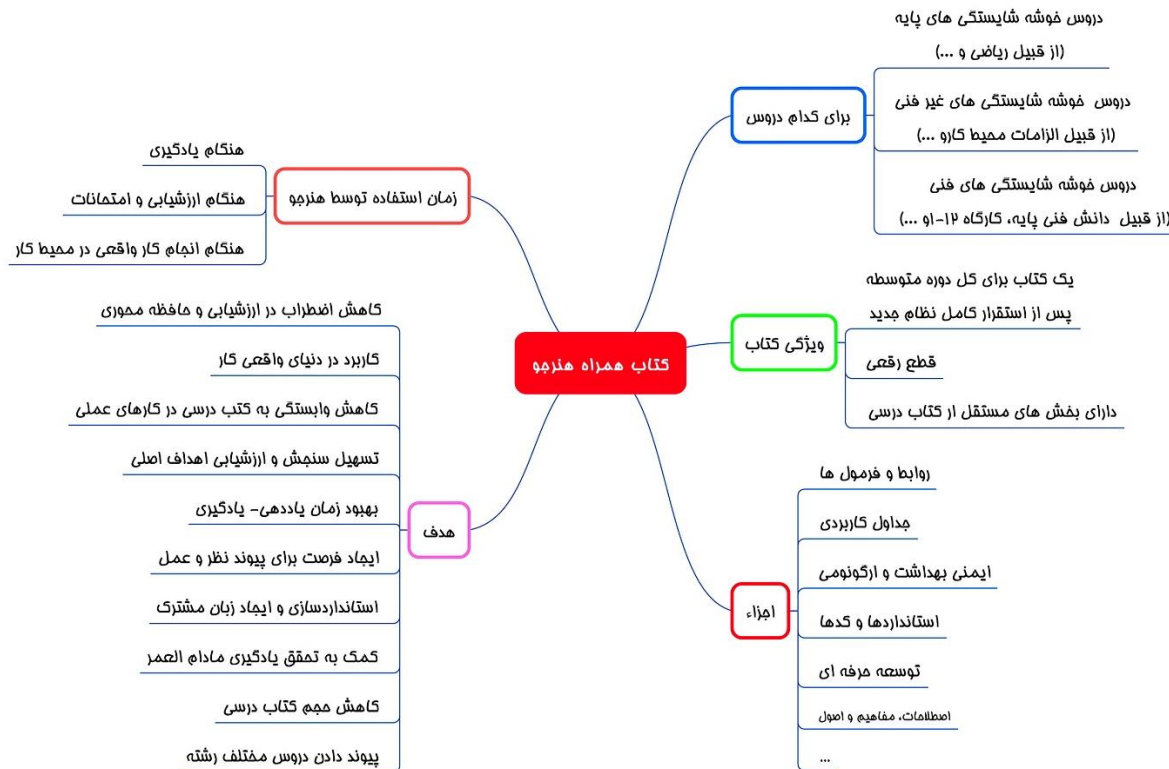 کتاب همراه هنرجو
برای کدام دروس
دروس خوشه شایستگی های پایه
(از قبیل ریاضی و ...)
دروس خوشه شایستگی های غیر فنی
(از قبیل الزامات محیط کارو ...)
دروس خوشه شایستگی های فنی
(از قبیل دانش فنی پایه، کارگاه ۱۲-۱و ...)
ویژگی کتاب
یک کتاب برای کل دوره متوسطه
پس از استقرار کامل نظام جدید
قطع رقعی
دارای بخش های مستقل از کتاب درسی
اجزاء
روابط و فرمول ها
جداول کاربردی
ایمنی بهداشت و ارگونومی
استانداردها و کدها
توسعه حرفه ای
اصطلاحات، مفاهیم و اصول
...
زمان استفاده توسط هنرجو
هنگام یادگیری
هنگام ارزشیابی و امتحانات
هنگام انجام کار واقعی در محیط کار
هدف
کاهش اضطراب در ارزشیابی و حافظه محوری
کاربرد در دنیای واقعی کار
کاهش وابستگی به کتب درسی در کارهای عملی
تسهیل سنجش و ارزشیابی اهداف اصلی
بهبود زمان یاددهی- یادگیری
ایجاد فرصت برای پیوند نظر و عمل
استانداردسازی و ایجاد زبان مشترک
کمک به تحقق یادگیری مادام العمر
کاهش حجم کتاب درسی
پیوند دادن دروس مختلف رشته